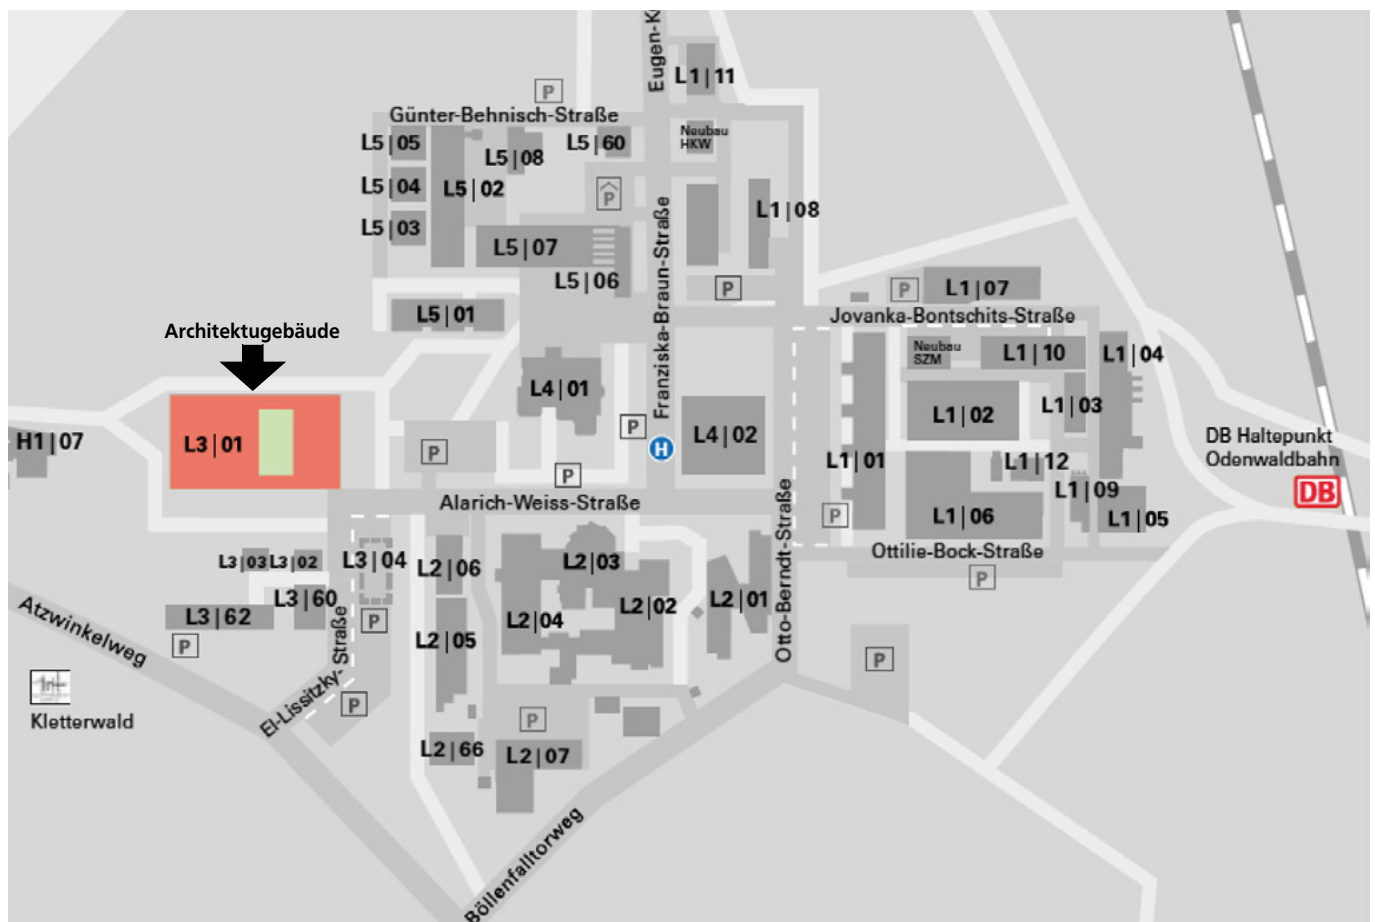 Eugen-K
L1|11
P
Günter-Behnisch-Straße
Neubau
HKW
L5|05
L5|08
L5|60
L5|04
L5|02
P
L1|08
L5|03
Franziska-Braun-Straße
L5|07
L5|06
P
P
L1|07
L5|01
Jovanka-Bontschits-Straße
Architektugebäude
Neubau
SZM
L1|10
L1|04
L4|01
L1|03
L1|02
H1|07
L3|01
P
L4|02
DB Haltepunkt
Odenwaldbahn
H
P
L1|01
L1|12
P
L1|09
DB
Alarich-Weiss-Straße
P
L1|06
L1|05
Otto-Berndt-Straße
Ottilie-Bock-Straße
L3|03
L3|02
L3|04
L2|06
L2|03
P
L3|60
L2|02
L2|01
L3|62
L2|04
P
Atzwinkelweg
P
L2|05
P
El-Lissitzky-Straße
P
Kletterwald
P
L2|66
L2|07
Böllenfalltorweg